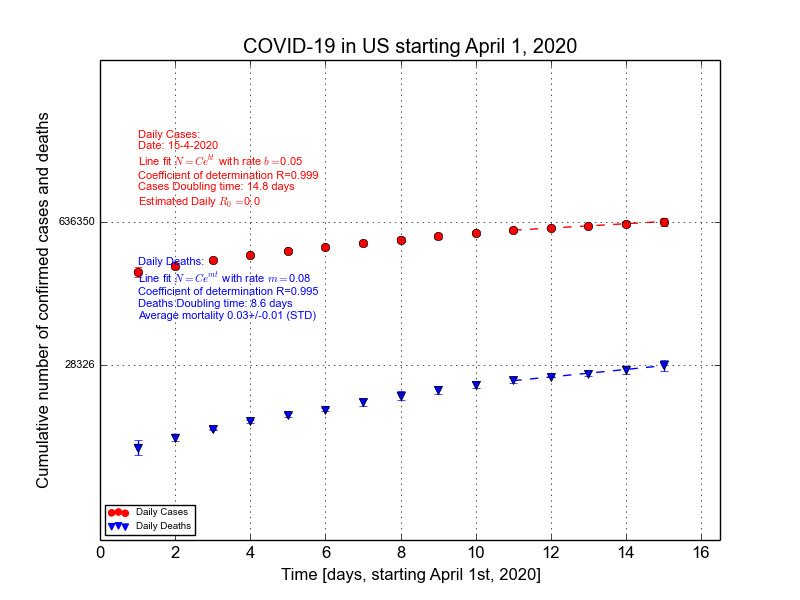 COVID-19 in US starting April 1, 2020
Cumulative number of confirmed cases and deaths
Daily Cases:
Date: 15-4-2020
Line fit N = Ce^{bt} with rate b =0.05
Coefficient of determination R=0.999
Cases Doubling time: 14.8 days
Estimated Daily R_0 =0.0
636350
Daily Deaths:
Line fit N = Ce^{mt} with rate m =0.08
Coefficient of determination R=0.995
Deaths Doubling time: 8.6 days
Average mortality 0.03+/-0.01 (STD)
28326
Daily Cases
Daily Deaths
0 2 4 6 8 10 12 14 16
Time [days, starting April 1st, 2020]